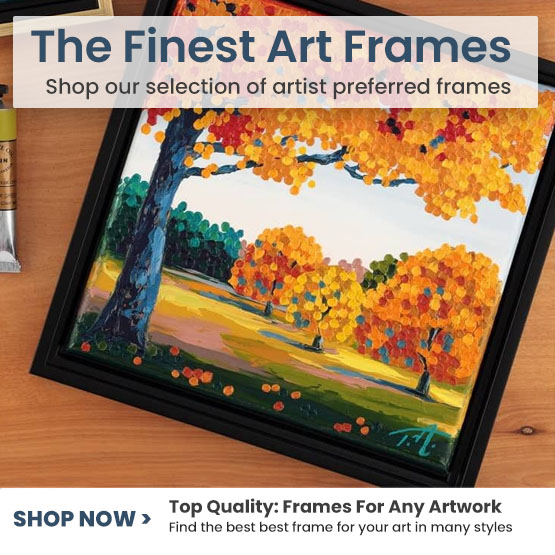 The Finest Art Frames
Shop our selection of artist preferred frames
T.M.
SHOP NOW >
Top Quality: Frames For Any Artwork
Find the best best frame for your art in many styles